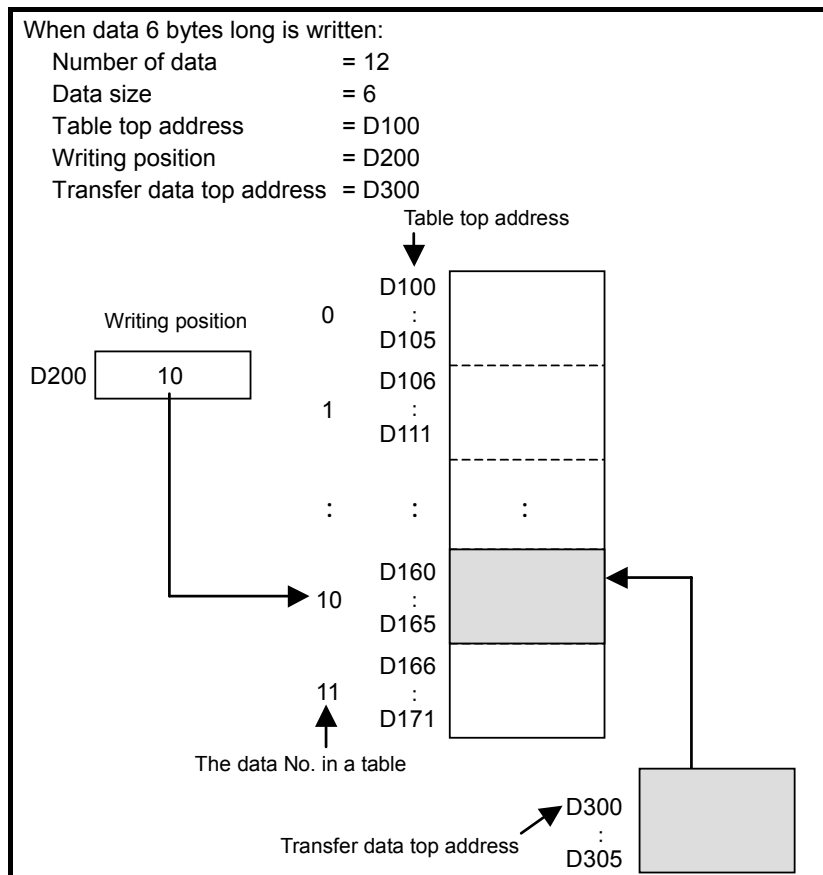 When data 6 bytes long is written:
Number of data = 12
Data size = 6
Table top address = D100
Writing position = D200
Transfer data top address = D300
Table top address
D100
0 :
D105
Writing position
D200 10
D106
1 :
D111
: : :
D160
10 :
D165
D166
11 :
D171
The data No. in a table
D300
:
Transfer data top address
D305